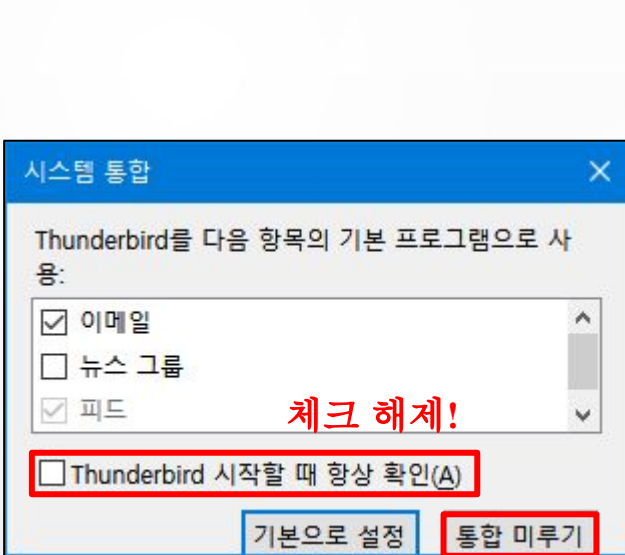 시스템 통합
Thunderbird를 다음 항목의 기본 프로그램으로 사
용:
이메일
뉴스 그룹
피드
체크 해제!
Thunderbird 시작할 때 항상 확인(A)
기본으로 설정 통합 미루기